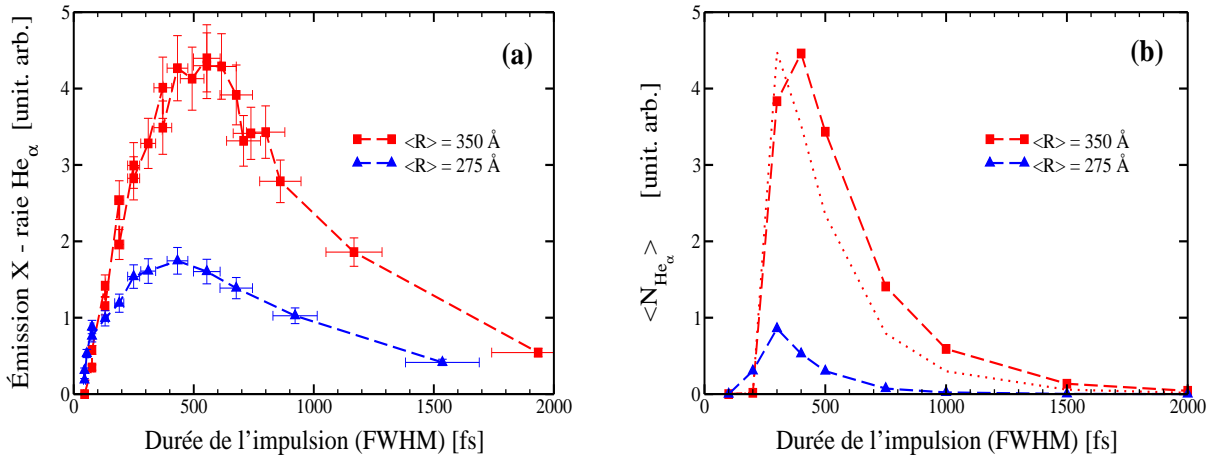 (a)
Émission X - raie Heα [unit. arb.]
5
4
3
2
1
0
<R> = 350 Å
<R> = 275 Å
0 500 1000 1500 2000
Durée de l'impulsion (FWHM) [fs]
(b)
<NHeα> [unit. arb.]
5
4
3
2
1
0
<R> = 350 Å
<R> = 275 Å
0 500 1000 1500 2000
Durée de l'impulsion (FWHM) [fs]